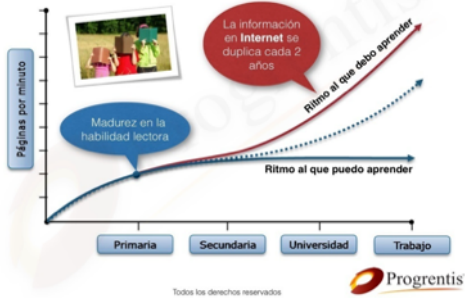 La información
en Internet se
duplica cada 2
años
Ritmo al que debo aprender
Páginas por minuto
Madurez en la
habilidad lectora
Ritmo al que puedo aprender
Primaria
Secundaria
Universidad
Trabajo
Todos los derechos reservados
Progrentis